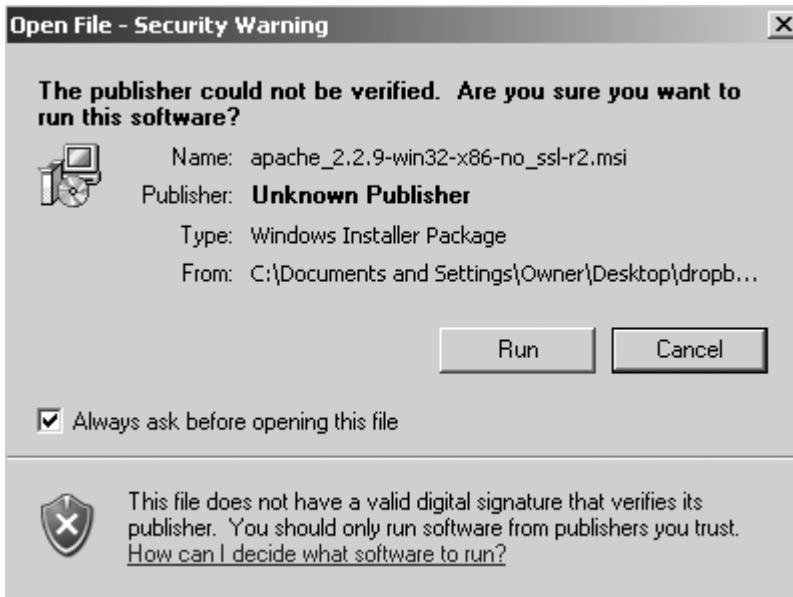 Open File - Security Warning
The publisher could not be verified.  Are you sure you want to
run this software?
Name: apache_2.2.9-win32-x86-no_ssl-r2.msi
Publisher: Unknown Publisher
Type: Windows Installer Package
From: C:\Documents and Settings\Owner\Desktop\dropb...
Run Cancel
Always ask before opening this file
This file does not have a valid digital signature that verifies its
publisher.  You should only run software from publishers you trust.
How can I decide what software to run?